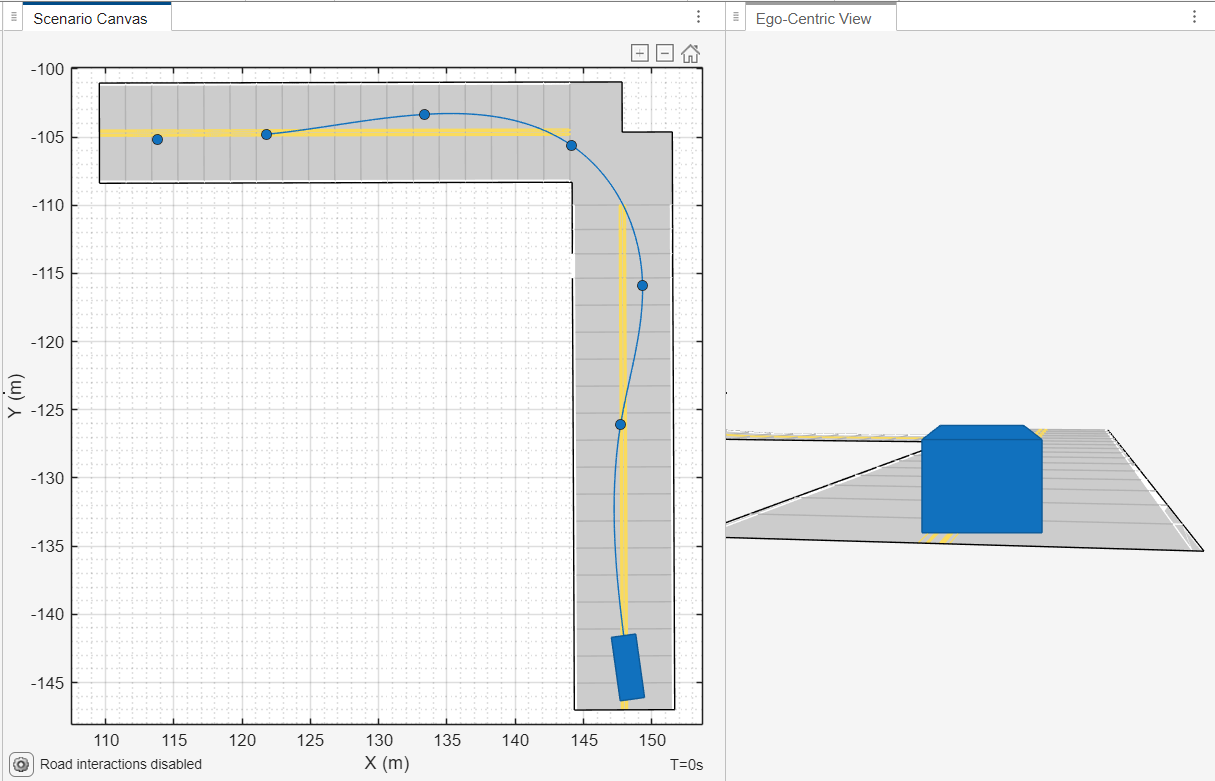 Scenario Canvas
Ego-Centric View
-100
-105
-110
-115
-120
-125
-130
-135
-140
-145
Y (m)
110 115 120 125 130 135 140 145 150
X (m)
Road interactions disabled
T=0s